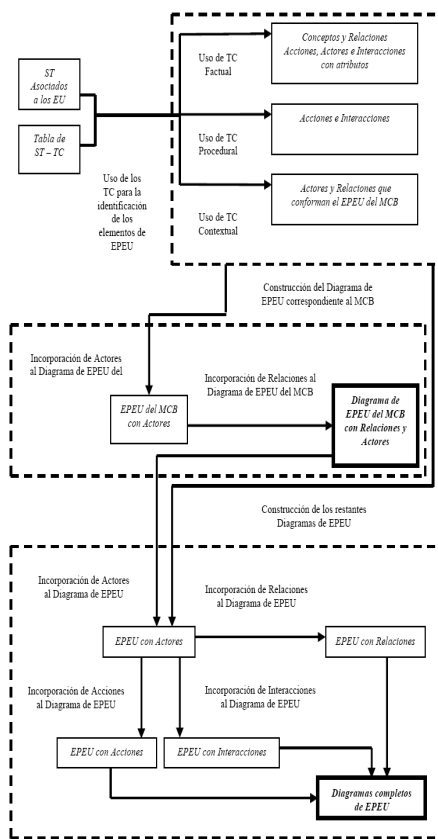 Conceptos y Relaciones
Acciones, Actores e Interacciones
con atributos
Uso de TC
Factual
ST
Asociados
a los EU
Acciones e Interacciones
Tabla de
ST – TC
Uso de TC
Procedural
Uso de los
TC para la
identificación
de los
elementos de
EPEU
Actores y Relaciones que
conforman el EPEU del MCB
Uso de TC
Contextual
Construcción del Diagrama de
EPEU correspondiente al MCB
Incorporación de Actores
al Diagrama de EPEU del
Incorporación de Relaciones al
Diagrama de EPEU del MCB
EPEU del MCB
con Actores
Diagrama de
EPEU del MCB
con Relaciones y
Actores
Construcción de los restantes
Diagramas de EPEU
Incorporación de Actores
al Diagrama de EPEU
Incorporación de Relaciones
al Diagrama de EPEU
EPEU con Actores
EPEU con Relaciones
Incorporación de Acciones
al Diagrama de EPEU
Incorporación de Interacciones
al Diagrama de EPEU
EPEU con Acciones
EPEU con Interacciones
Diagramas completos
de EPEU